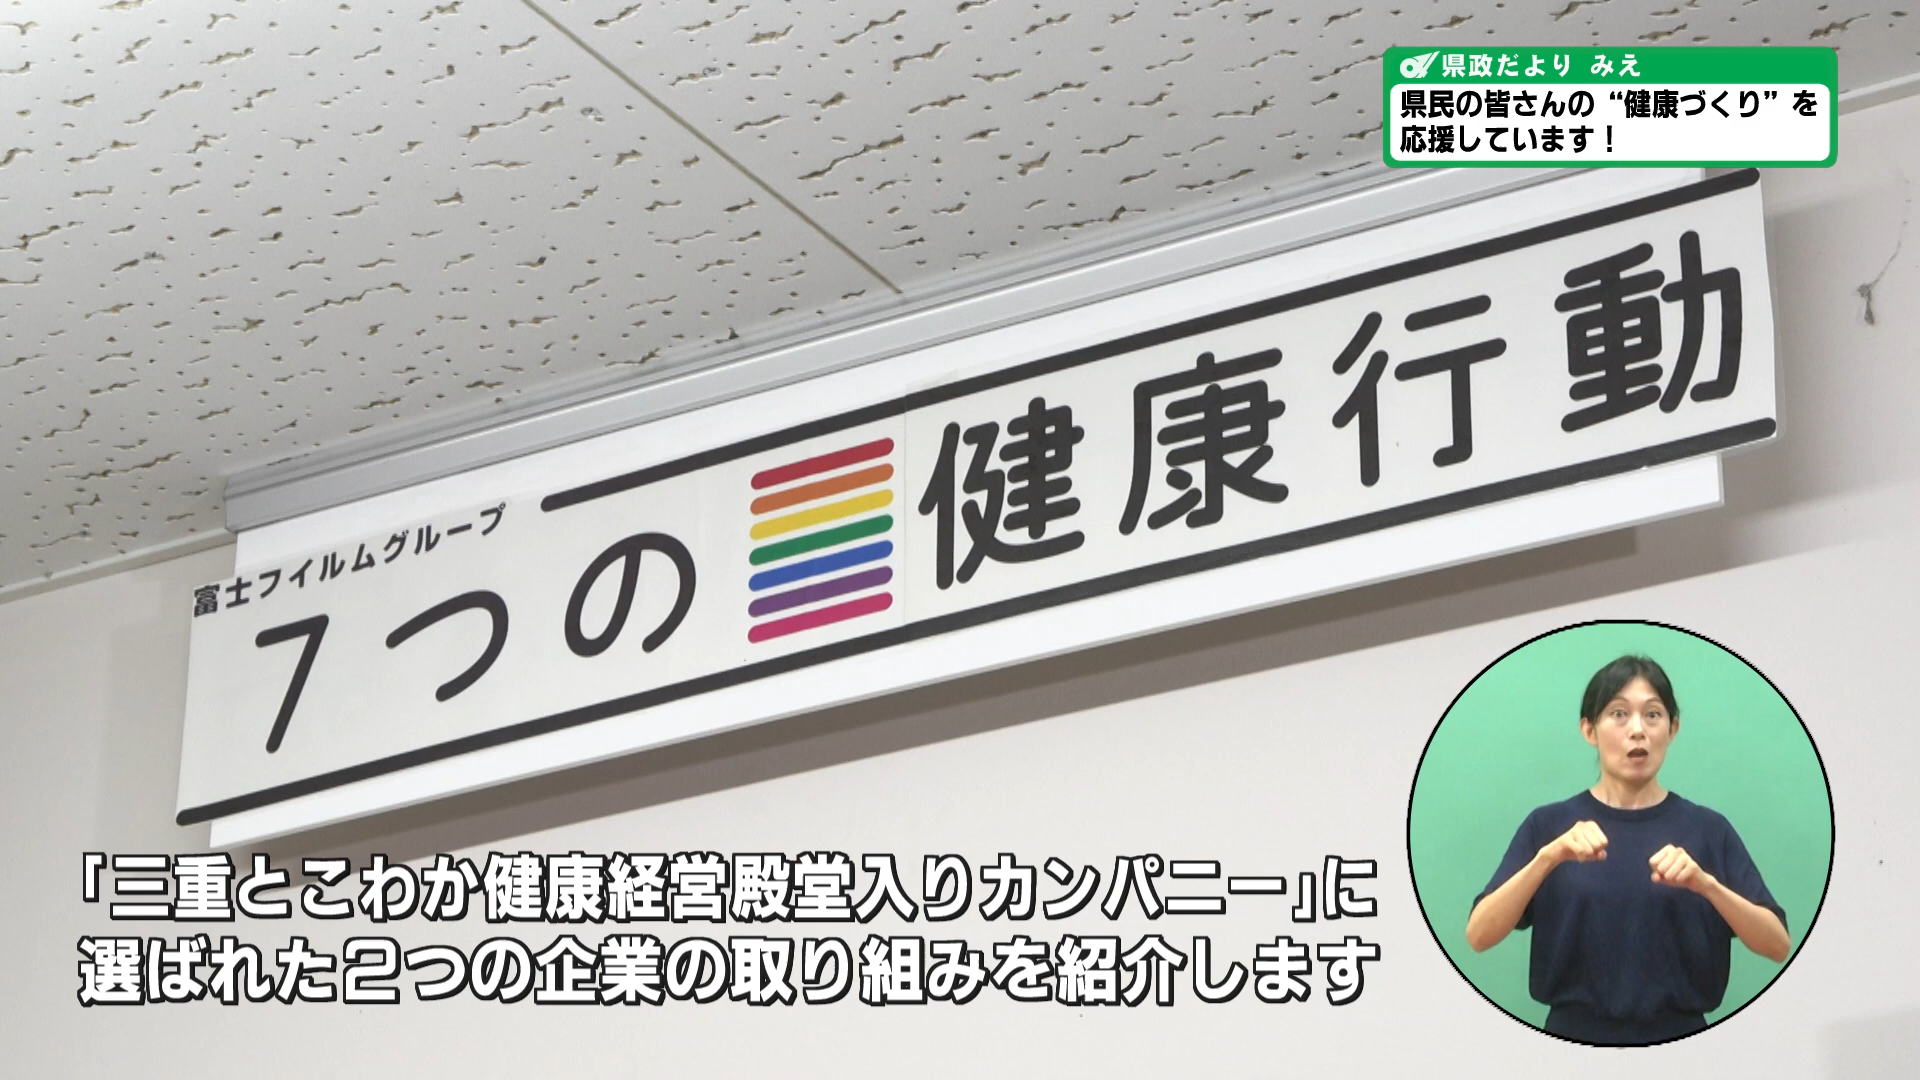 県政だより みえ
県民の皆さんの“健康づくり”を
応援しています！
富士フイルムグループ
7つの健康行動
「三重とこわか健康経営殿堂入りカンパニー」に
選ばれた２つの企業の取り組みを紹介します